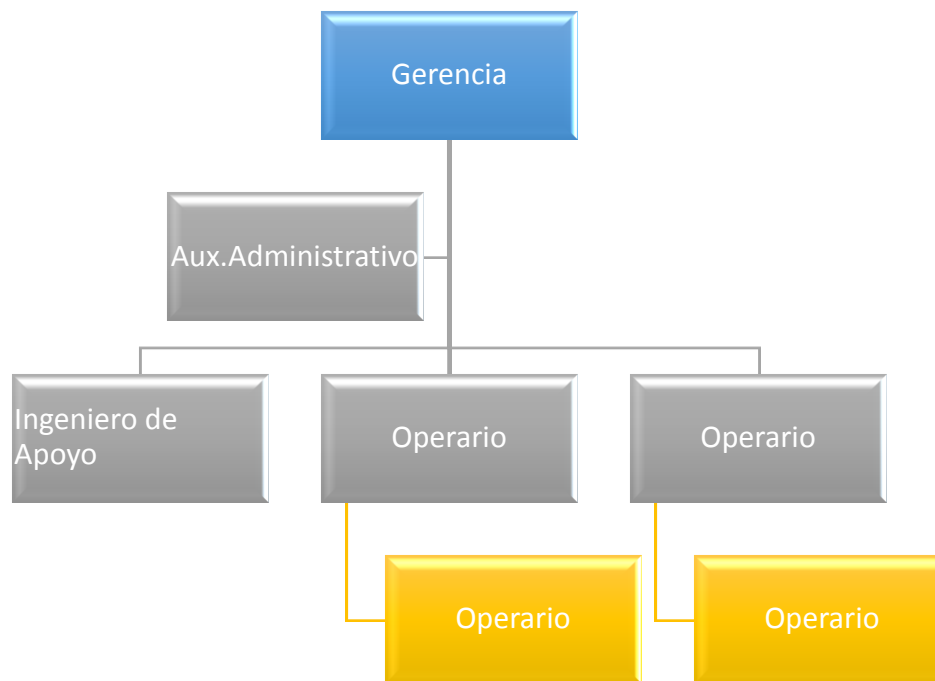 Gerencia
Aux.Administrativo
Ingeniero de
Apoyo
Operario
Operario
Operario
Operario